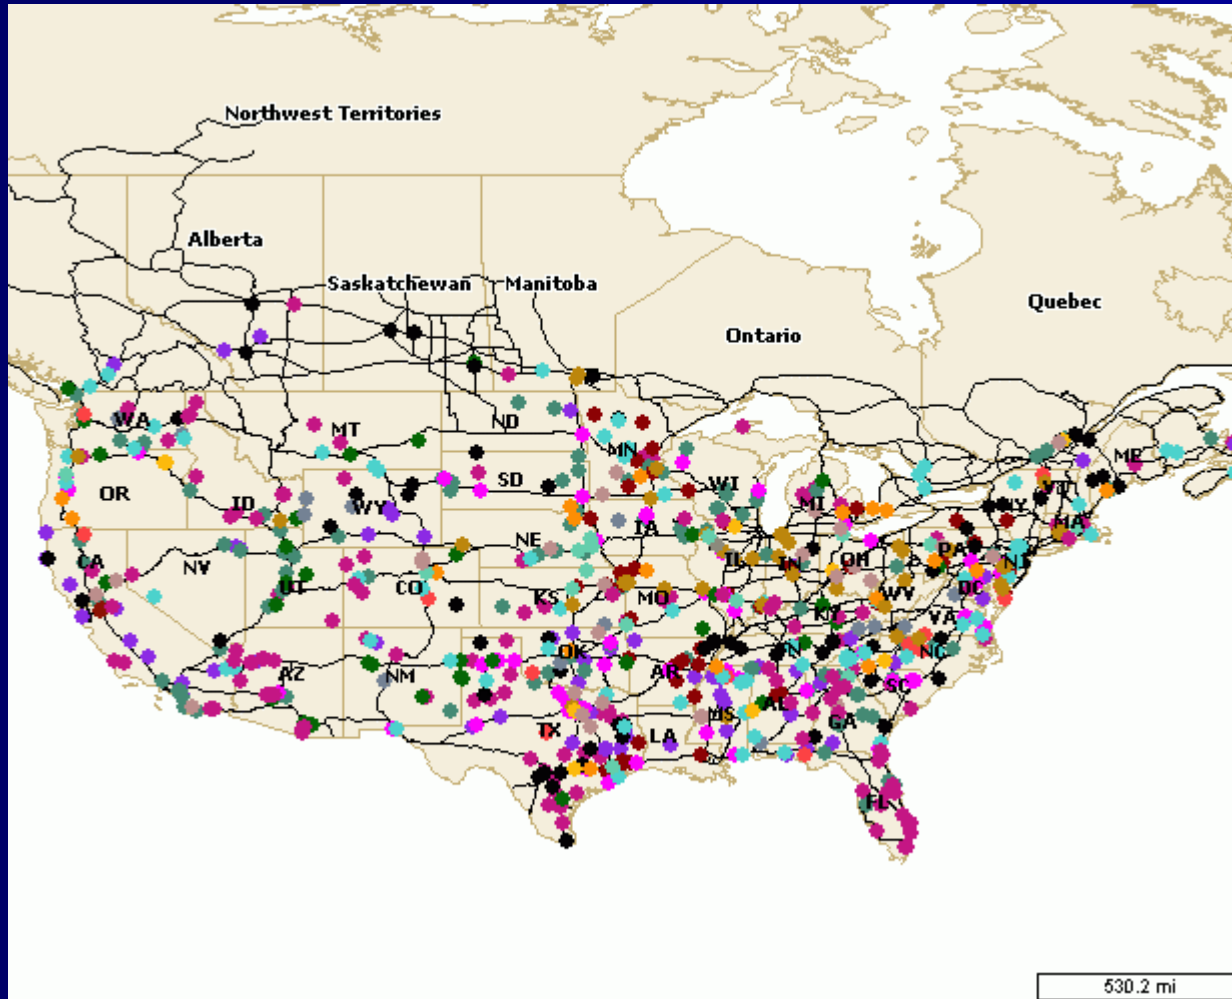 Northwest Territories
Alberta
Saskatchewan
Manitoba
Quebec
Ontario
WA
MT
ND
MN
ME
OR
ID
WY
SD
WI
MI
VT
NY
MA
CA
NV
UT
CO
NE
IA
IL
IN
OH
PA
NJ
KS
MO
KY
WV
DC
VA
AZ
NM
OK
AR
TN
NC
SC
TX
LA
MS
AL
GA
FL
530.2 mi